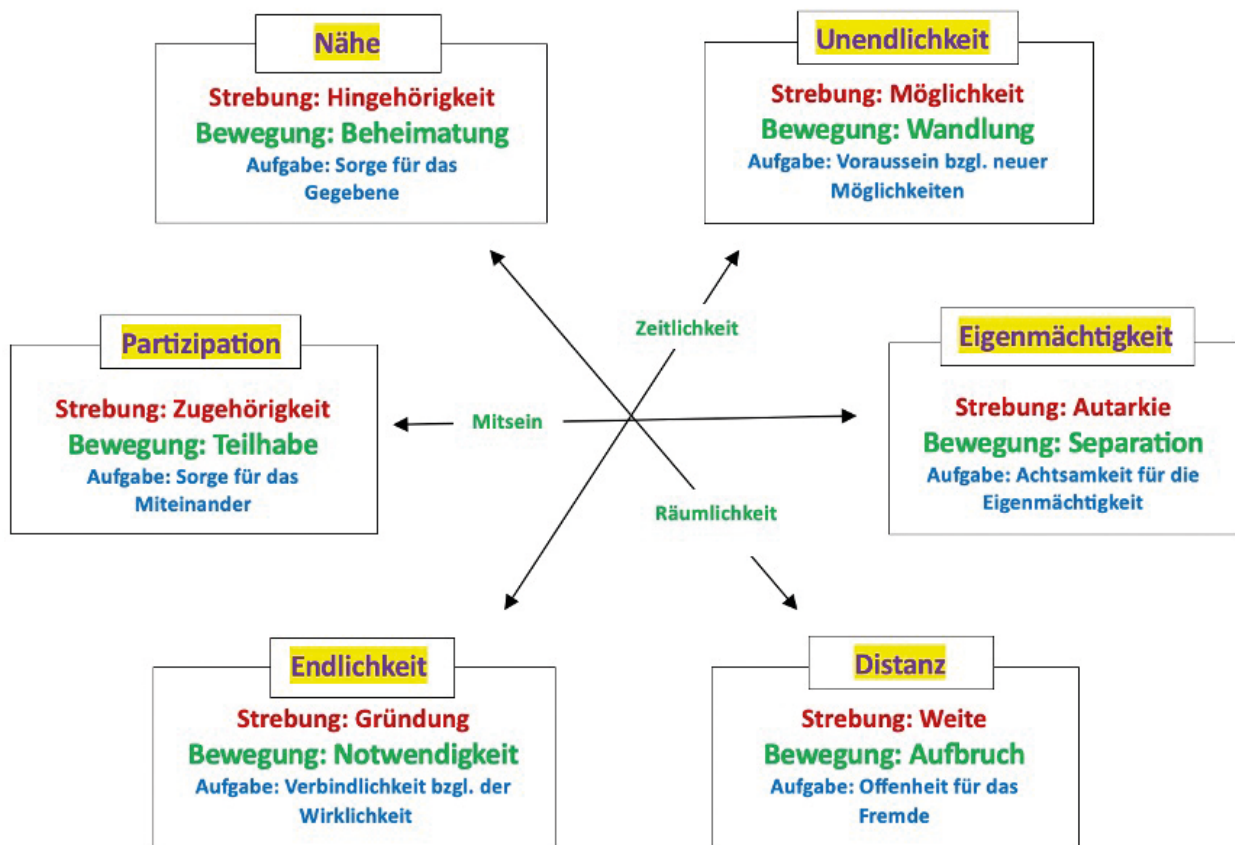 Nähe
Strebung: Hingehörigkeit
Bewegung: Beheimatung
Aufgabe: Sorge für das
Gegebene
Unendlichkeit
Strebung: Möglichkeit
Bewegung: Wandlung
Aufgabe: Voraussein bzgl. neuer
Möglichkeiten
Zeitlichkeit
Partizipation
Strebung: Zugehörigkeit
Bewegung: Teilhabe
Aufgabe: Sorge für das
Miteinander
Mitsein
Eigenmächtigkeit
Strebung: Autarkie
Bewegung: Separation
Aufgabe: Achtsamkeit für die
Eigenmächtigkeit
Räumlichkeit
Endlichkeit
Strebung: Gründung
Bewegung: Notwendigkeit
Aufgabe: Verbindlichkeit bzgl. der
Wirklichkeit
Distanz
Strebung: Weite
Bewegung: Aufbruch
Aufgabe: Offenheit für das
Fremde